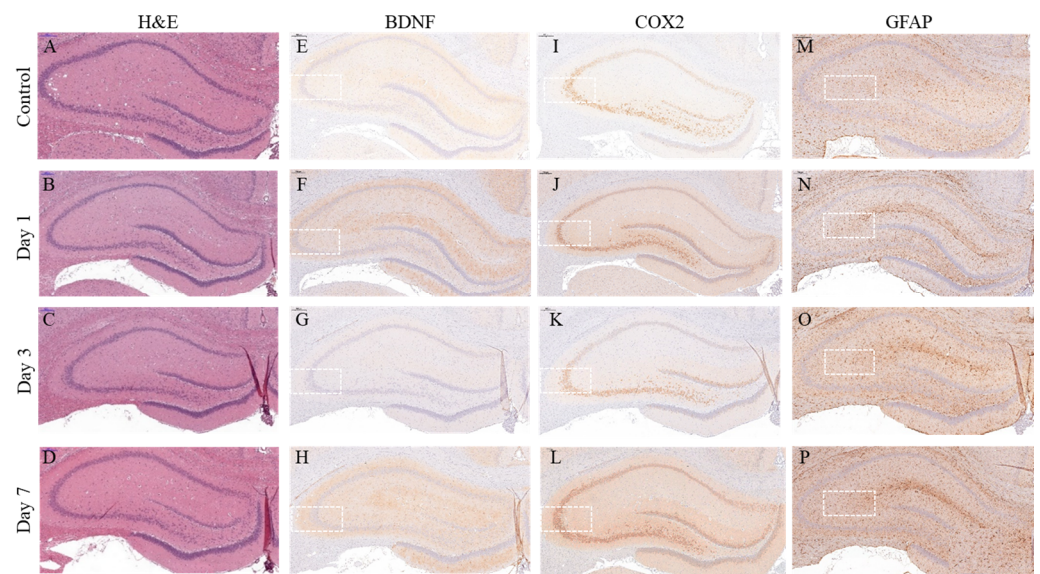 H&E BDNF COX2 GFAP
Control A E I M
Day 1 B F J N
Day 3 C G K O
Day 7 D H L P